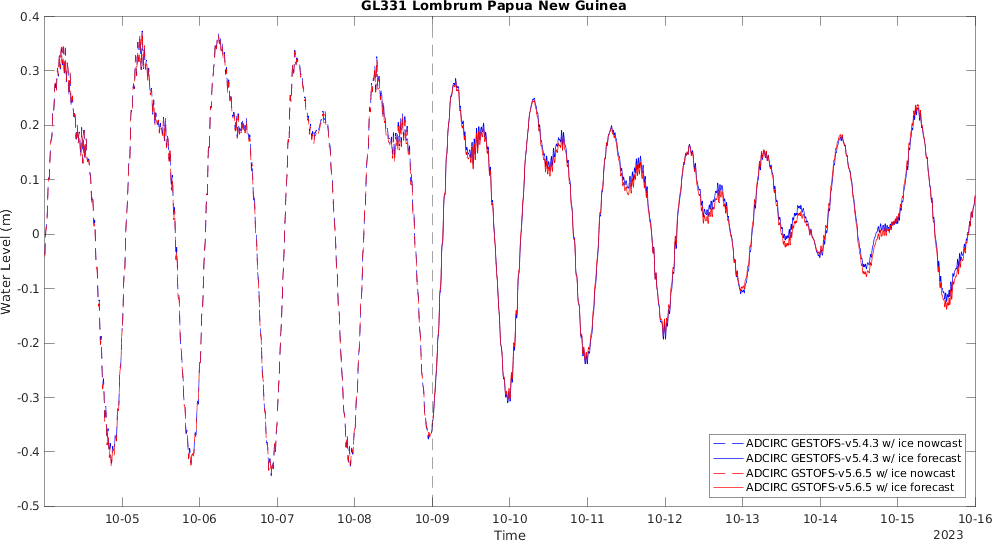 GL331 Lombrum Papua New Guinea
0.4
0.3
0.2
0.1
0
-0.1
-0.2
-0.3
-0.4
-0.5
Water Level (m)
ADCIRC GESTOFS-v5.4.3 w/ ice nowcast
ADCIRC GESTOFS-v5.4.3 w/ ice forecast
ADCIRC GSTOFS-v5.6.5 w/ ice nowcast
ADCIRC GSTOFS-v5.6.5 w/ ice forecast
10-05 10-06 10-07 10-08 10-09 10-10 10-11 10-12 10-13 10-14 10-15 10-16
Time
2023